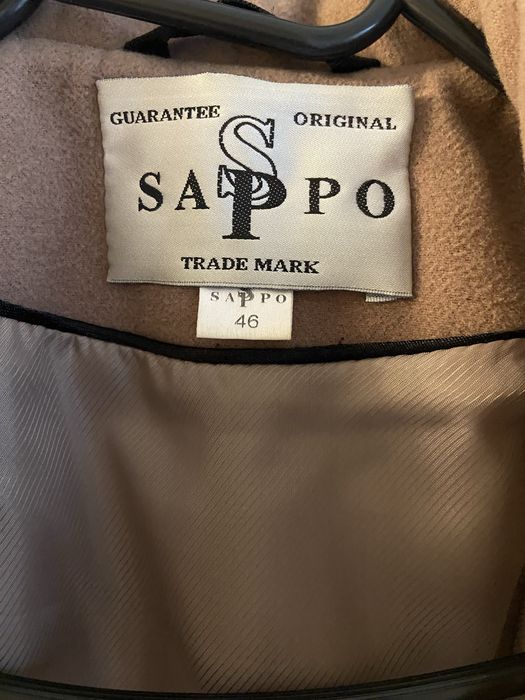 GUARANTEE ORIGINAL
S
SAPPO
TRADE MARK
SAPPO
46